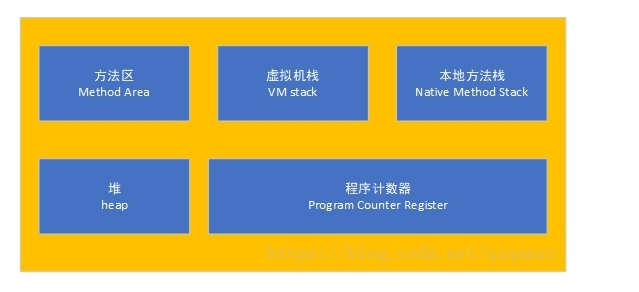 方法区
Method Area
虚拟机栈
VM stack
本地方法栈
Native Method Stack
堆
heap
程序计数器
Program Counter Register